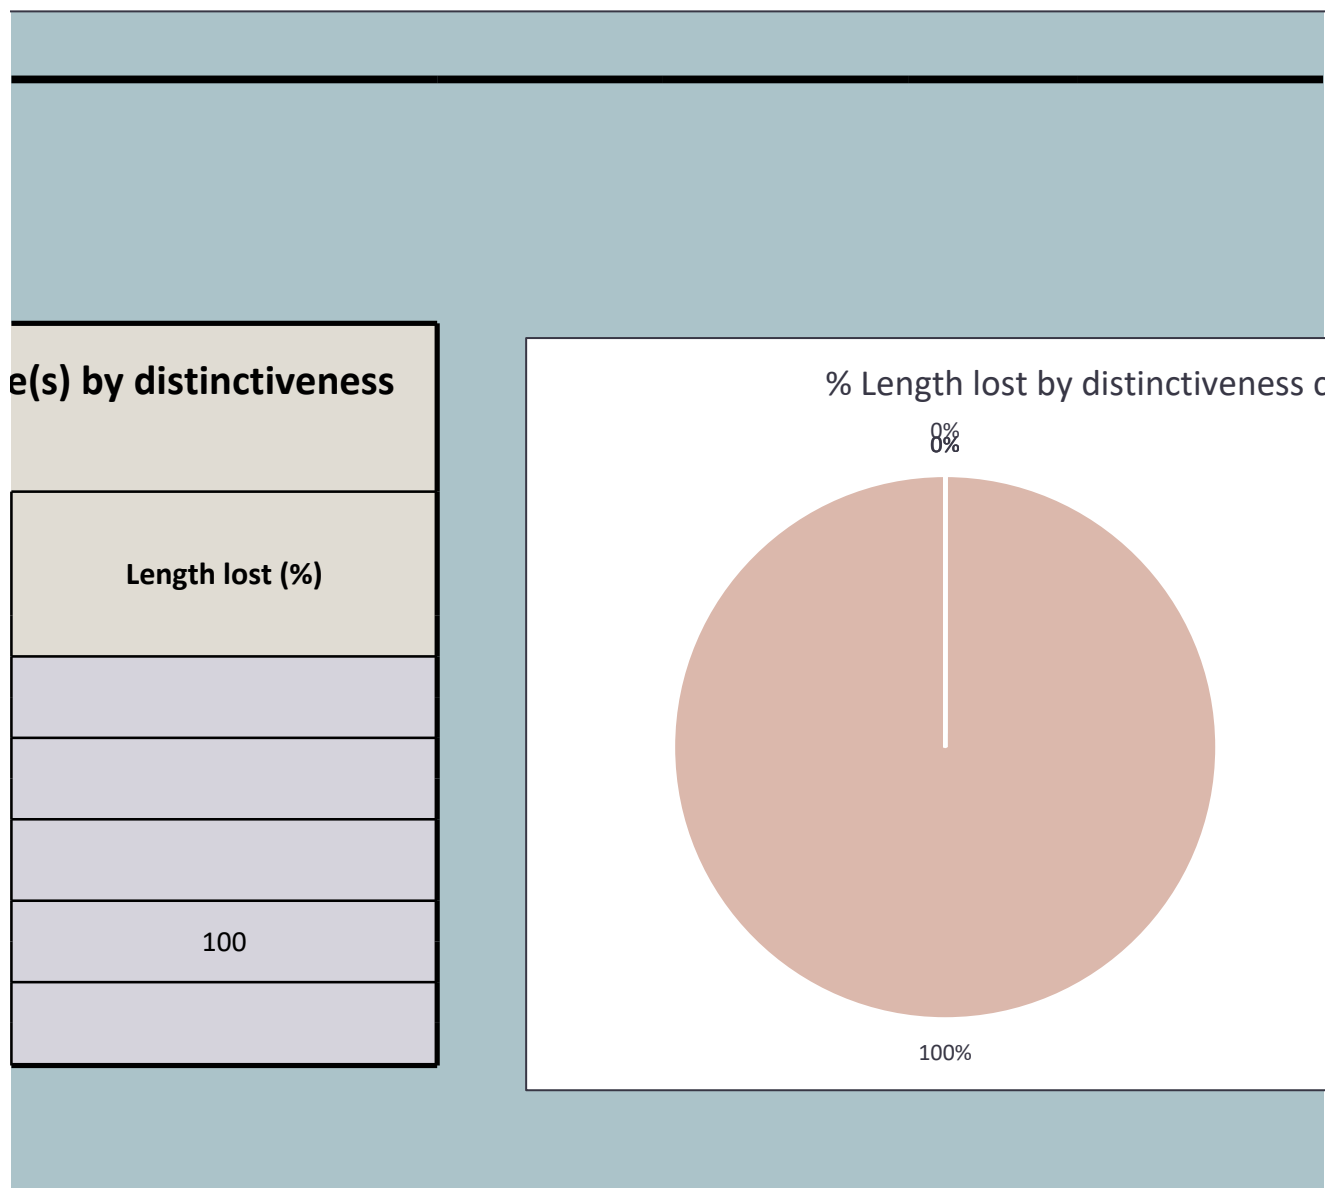 e(s) by distinctiveness
Length lost (%)
100
% Length lost by distinctiveness
0%
0%
100%